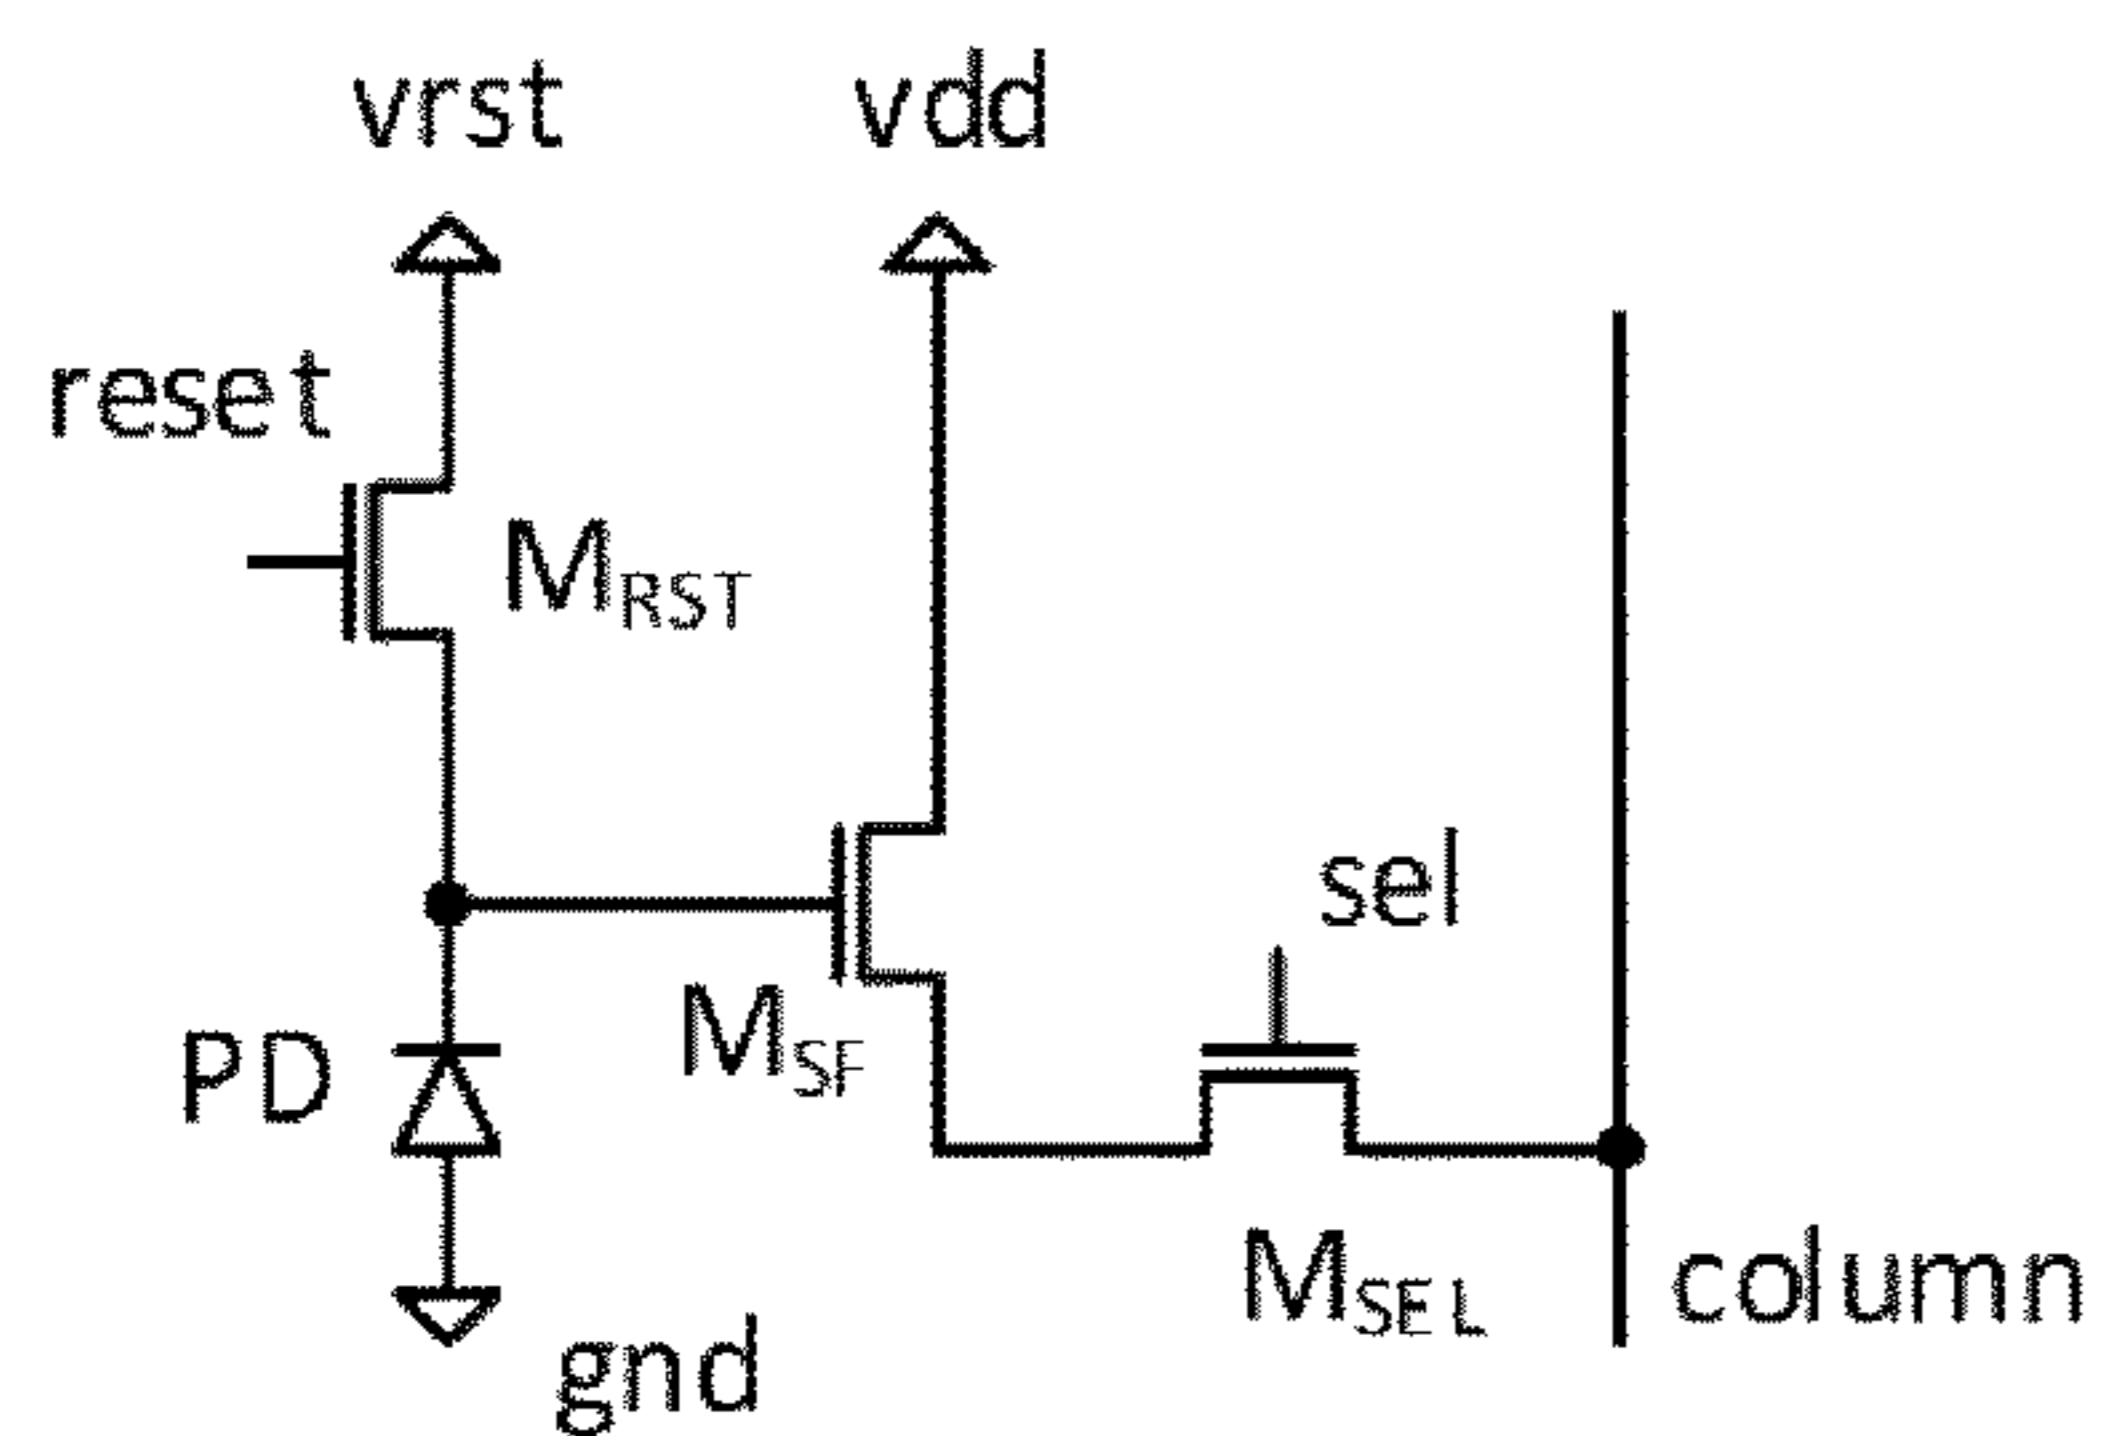 vrst
vdd
reset
MRST
sel
MSF
PD
MSEL
column
gnd